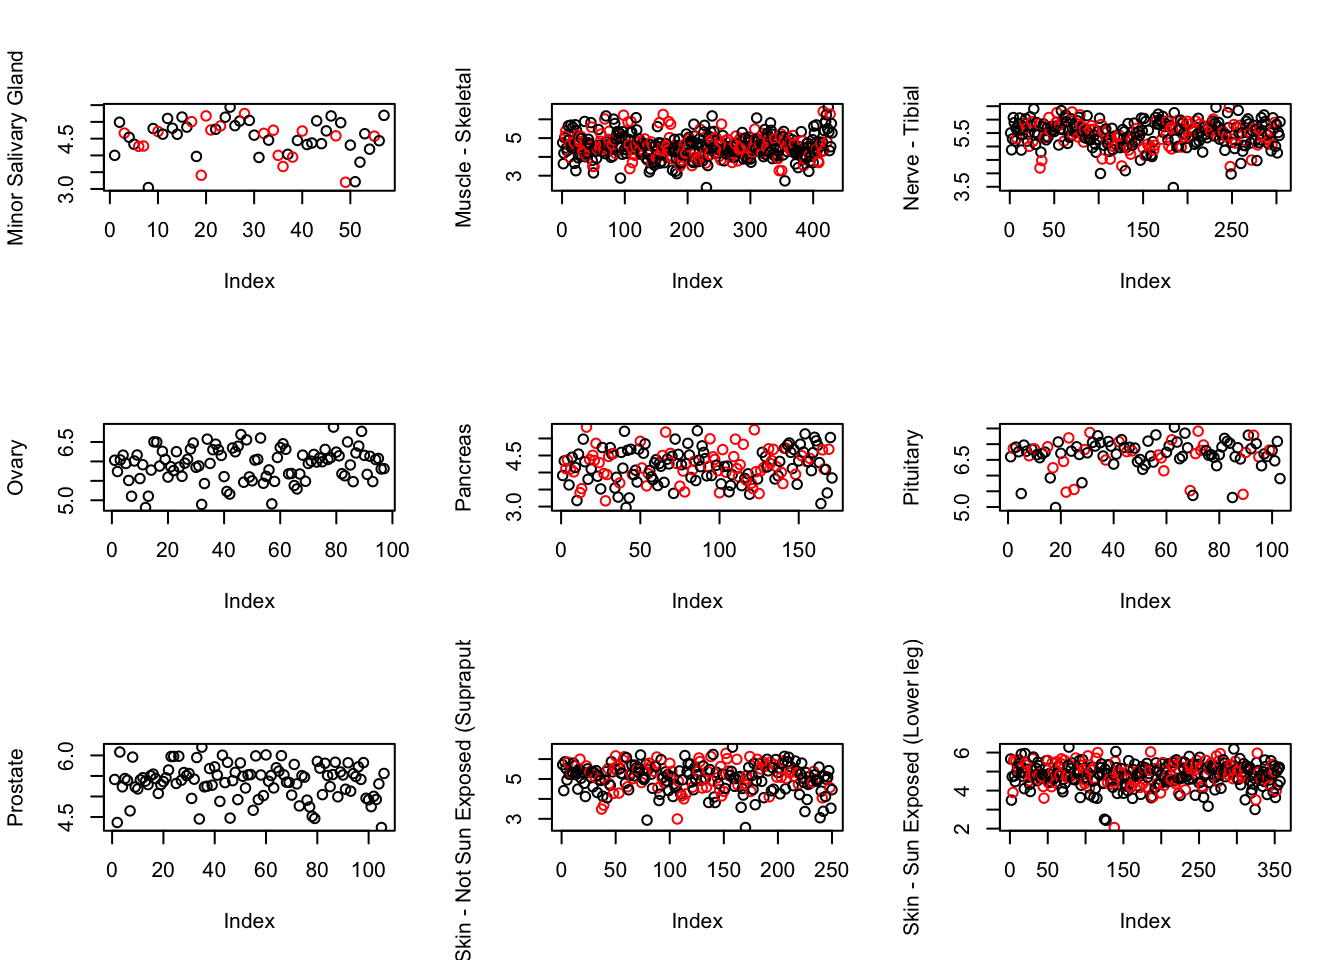 Minor Salivary Gland
3.0 4.5
0 10 20 30 40 50
Index
Muscle - Skeletal
3 5
0 100 200 300 400
Index
Nerve - Tibial
3.5 5.5
0 50 150 250
Index
Ovary
5.0 6.5
0 20 40 60 80 100
Index
Pancreas
3.0 4.5
0 50 100 150
Index
Pituitary
5.0 6.5
0 20 40 60 80 100
Index
Prostate
4.5 6.0
0 20 40 60 80 100
Index
Skin - Not Sun Exposed (Suprapub
3 5
0 50 100 150 200 250
Index
Skin - Sun Exposed (Lower leg)
2 4 6
0 50 150 250 350
Index